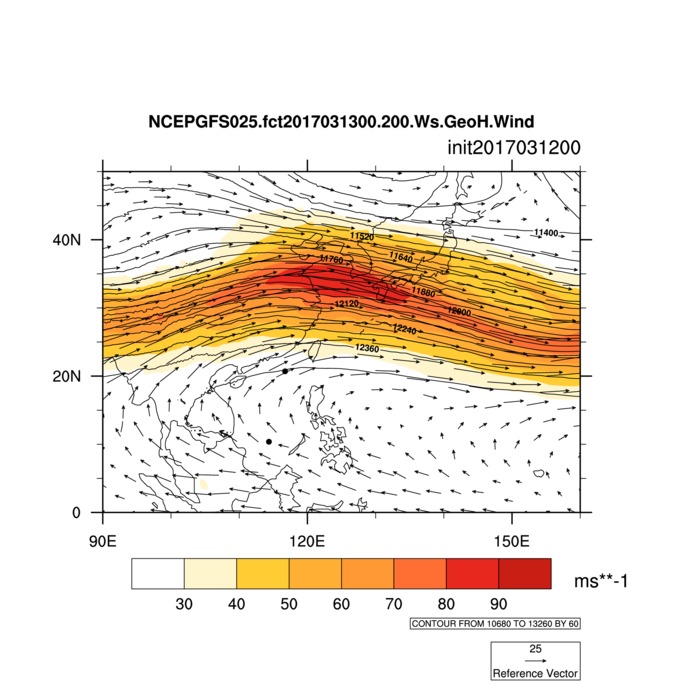 NCEPGFS025.fct2017031300.200.Ws.GeoH.Wind
init2017031200
40N
20N
0
11400
11520
11640
11760
11880
12120
12000
12240
12360
90E 120E 150E
30 40 50 60 70 80 90
ms**-1
CONTOUR FROM 10680 TO 13260 BY 60
25
Reference Vector